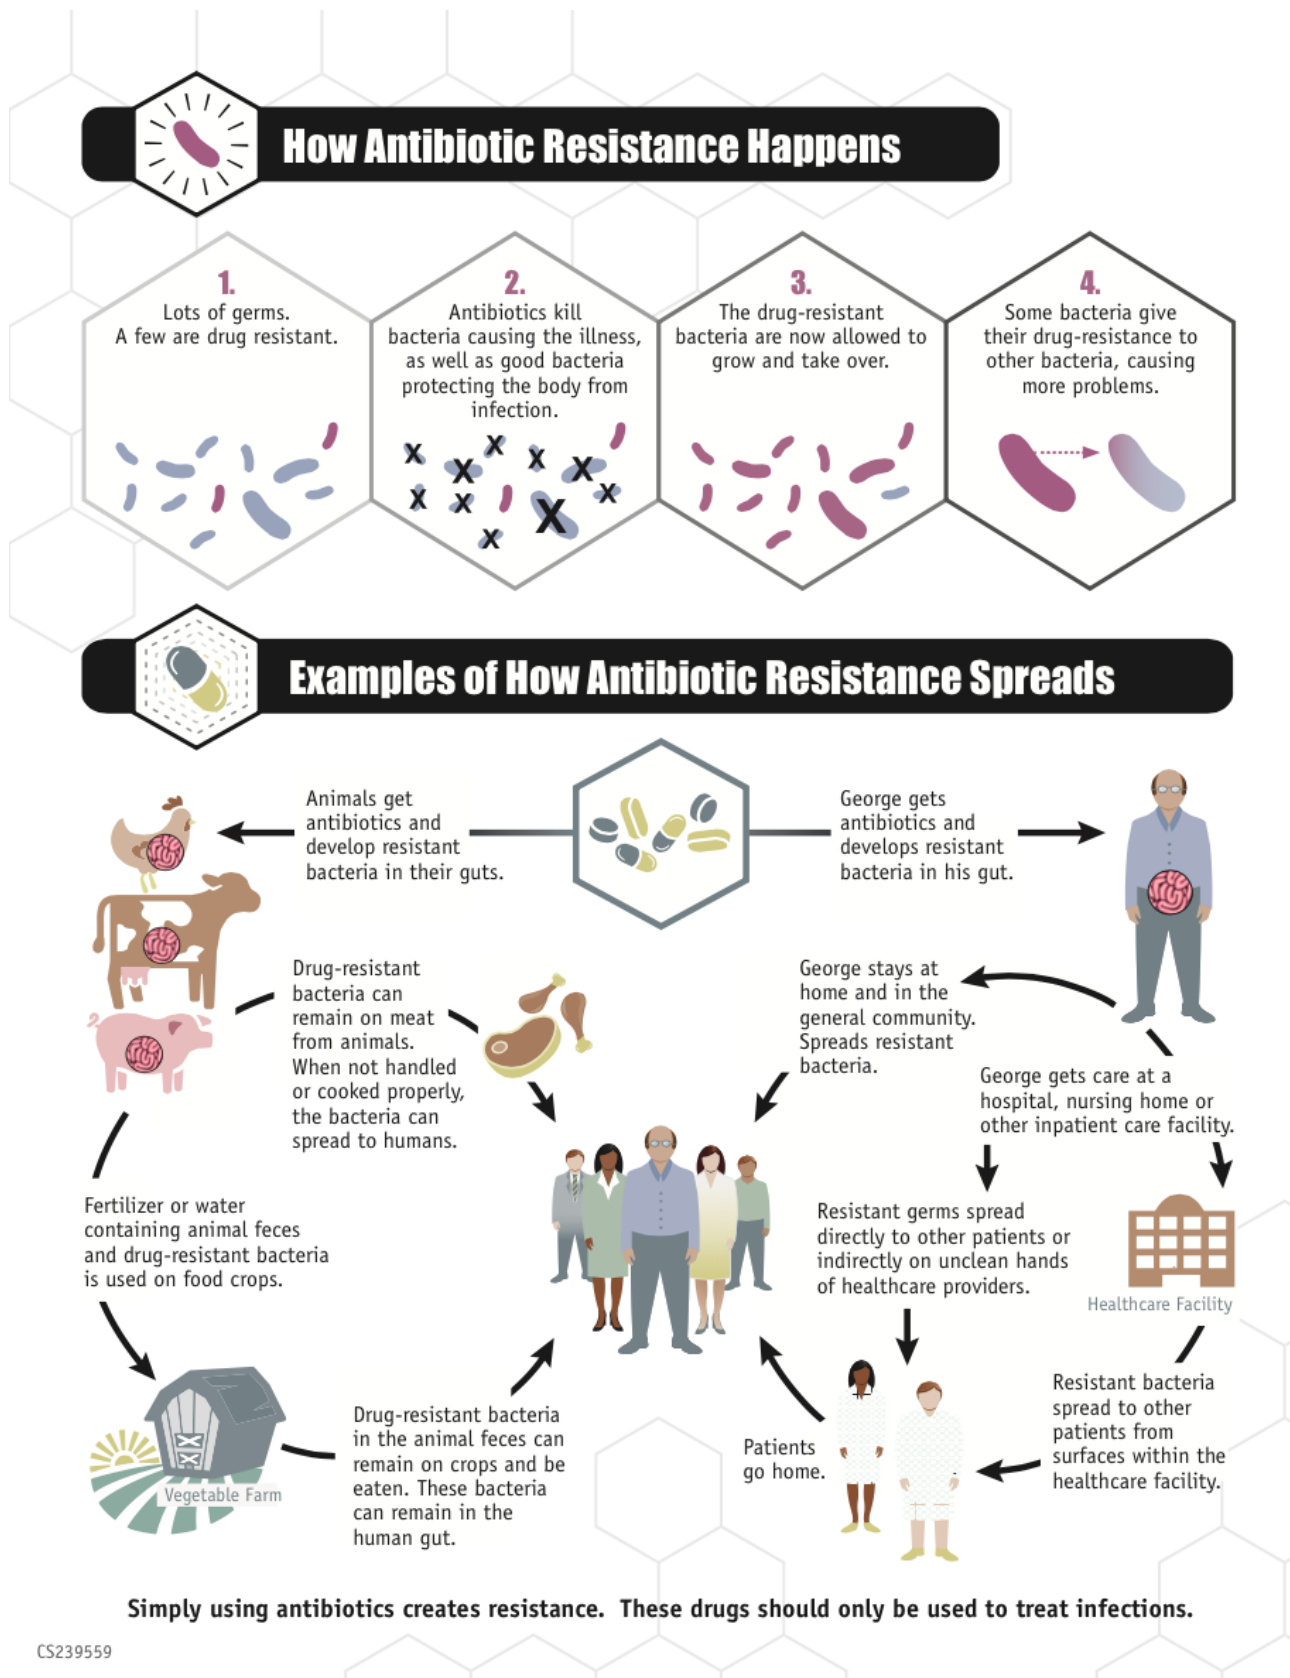 How Antibiotic Resistance Happens
1.
Lots of germs.
A few are drug resistant.
2.
Antibiotics kill
bacteria causing the illness,
as well as good bacteria
protecting the body from
infection.
3.
The drug-resistant
bacteria are now allowed to
grow and take over.
4.
Some bacteria give
their drug-resistance to
other bacteria, causing
more problems.
X
X
X
X
X
X
X
X
X
X
Examples of How Antibiotic Resistance Spreads
Animals get
antibiotics and
develop resistant
bacteria in their guts.
George gets
antibiotics and
develops resistant
bacteria in his gut.
Drug-resistant
bacteria can
remain on meat
from animals.
When not handled
or cooked properly,
the bacteria can
spread to humans.
George stays at
home and in the
general community.
Spreads resistant
bacteria.
George gets care at a
hospital, nursing home or
other inpatient care facility.
Fertilizer or water
containing animal feces
and drug-resistant bacteria
is used on food crops.
Resistant germs spread
directly to other patients or
indirectly on unclean hands
of healthcare providers.
Healthcare Facility
Vegetable Farm
Drug-resistant bacteria
in the animal feces can
remain on crops and be
eaten. These bacteria
can remain in the
human gut.
Patients
go home.
Resistant bacteria
spread to other
patients from
surfaces within the
healthcare facility.
Simply using antibiotics creates resistance. These drugs should only be used to treat infections.
CS239559